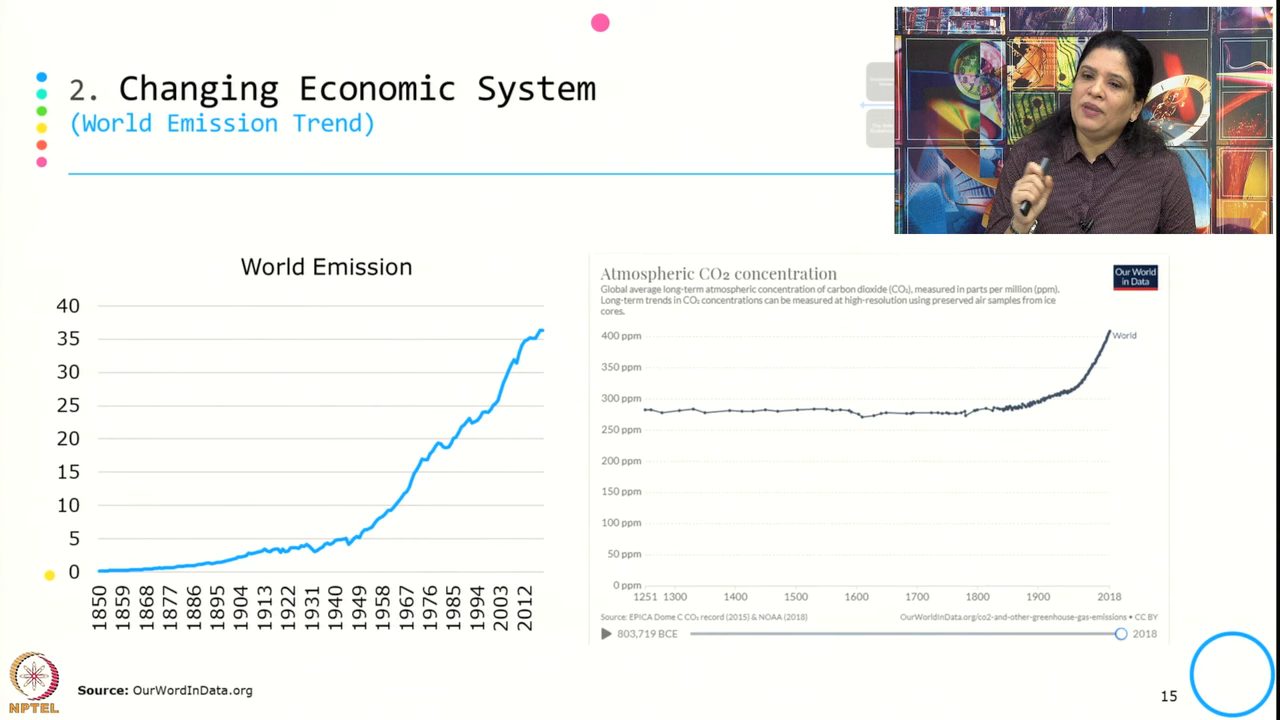 2. Changing Economic System
(World Emission Trend)
World Emission
40
35
30
25
20
15
10
5
0
1850
1859
1868
1877
1886
1895
1904
1913
1922
1931
1940
1949
1958
1967
1976
1985
1994
2003
2012
Atmospheric CO₂ concentration
Our World
in Data
Global average long-term atmospheric concentration of carbon dioxide (CO₂), measured in parts per million (ppm).
Long-term trends in CO₂ concentrations can be measured at high-resolution using preserved air samples from ice
cores.
400 ppm
350 ppm
300 ppm
250 ppm
200 ppm
150 ppm
100 ppm
50 ppm
0 ppm
World
1251 1300 1400 1500 1600 1700 1800 1900 2018
Source: EPICA Dome C CO₂ record (2015) & NOAA (2018)
OurWorldInData.org/co2-and-other-greenhouse-gas-emissions • CC BY
803,719 BCE
2018
NPTEL
Source: OurWordInData.org
15